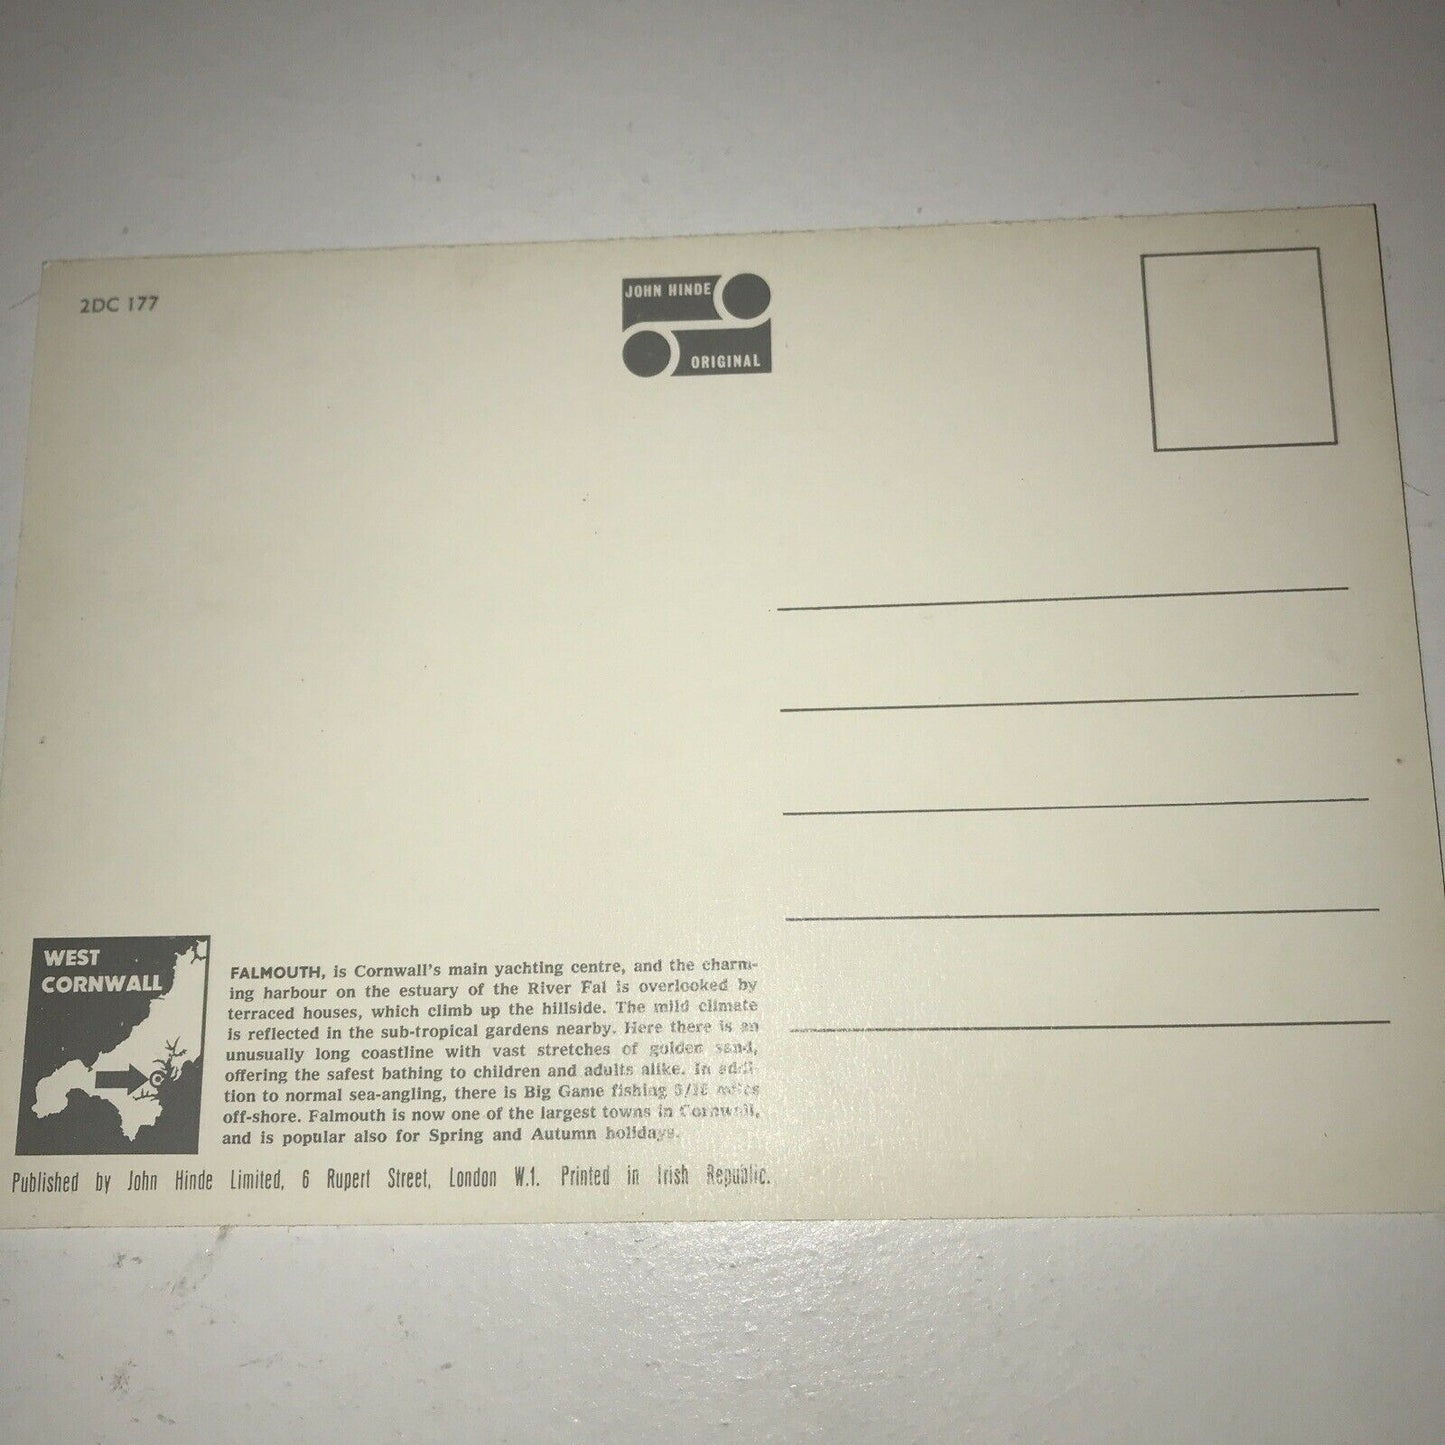 2DC 177
JOHN HINDE
ORIGINAL
WEST
CORNWALL
FALMOUTH, is Cornwall's main yachting centre, and the charm-
ing harbour on the estuary of the River Fal is overlooked by
terraced houses, which climb up the hillside. The mild climate
is reflected in the sub-tropical gardens nearby. Here there is an
unusually long coastline with vast stretches of golden sand,
offering the safest bathing to children and adults alike. In addi-
tion to normal sea-angling, there is Big Game fishing miles
off-shore. Falmouth is now one of the largest towns in Cornwall,
and is popular also for Spring and Autumn holidays.
Published by John Hinde Limited, 6 Rupert Street, London W.1. Printed in Irish Republic.